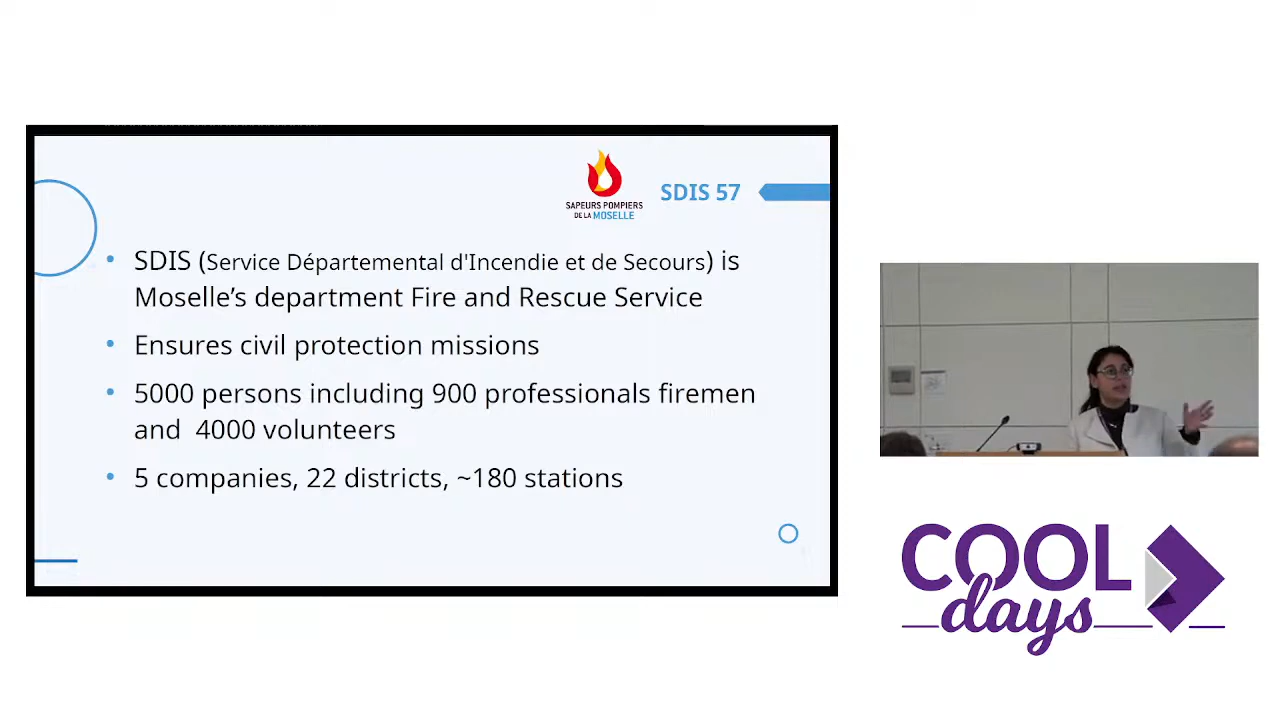 SAPEURS POMPIERS
DE LA MOSELLE
SDIS 57
• SDIS (Service Départemental d'Incendie et de Secours) is
Moselle’s department Fire and Rescue Service
• Ensures civil protection missions
• 5000 persons including 900 professionals firemen
and 4000 volunteers
• 5 companies, 22 districts, ~180 stations
COOL
days